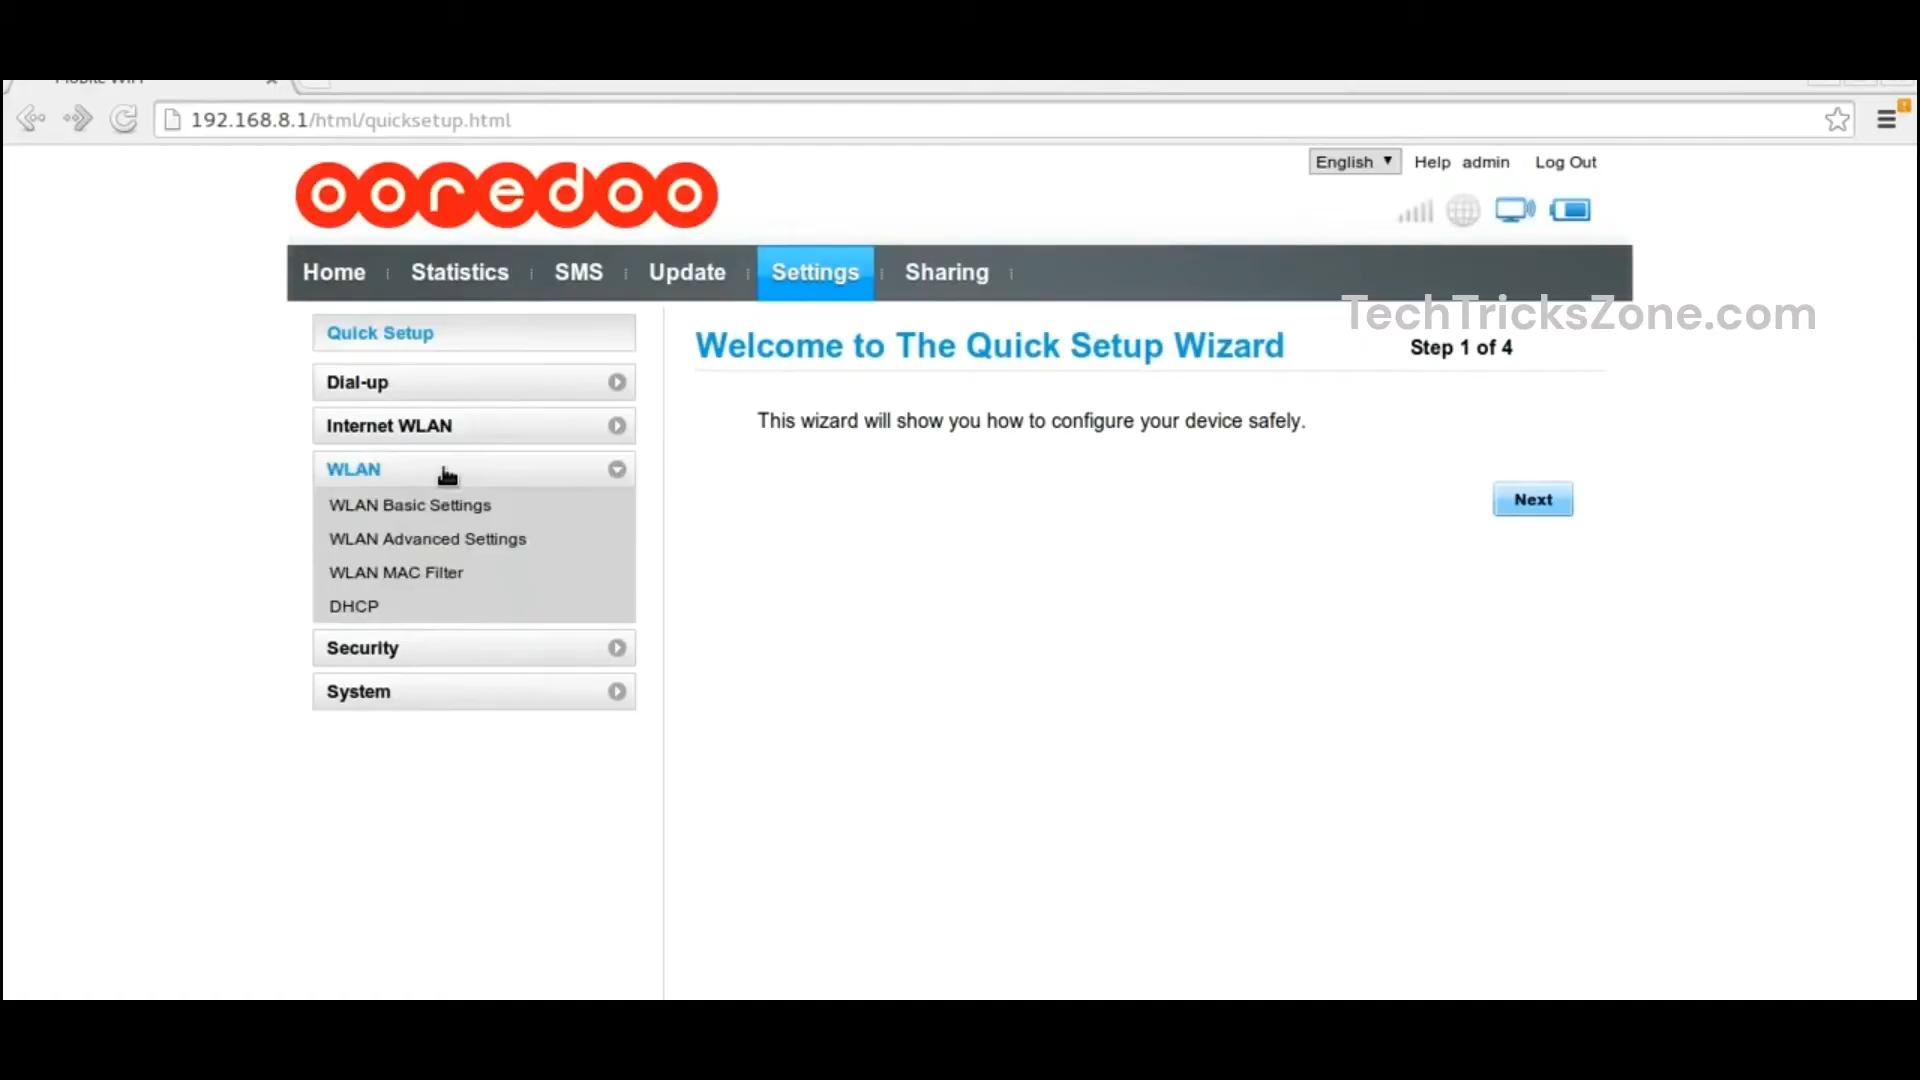 Mobile WiFi
192.168.8.1/html/quicksetup.html
English Help admin Log Out
ooredoo
Home Statistics SMS Update Settings Sharing
TechTricksZone.com
Quick Setup
Welcome to The Quick Setup Wizard
Step 1 of 4
Dial-up
Internet WLAN
This wizard will show you how to configure your device safely.
WLAN
WLAN Basic Settings
Next
WLAN Advanced Settings
WLAN MAC Filter
DHCP
Security
System